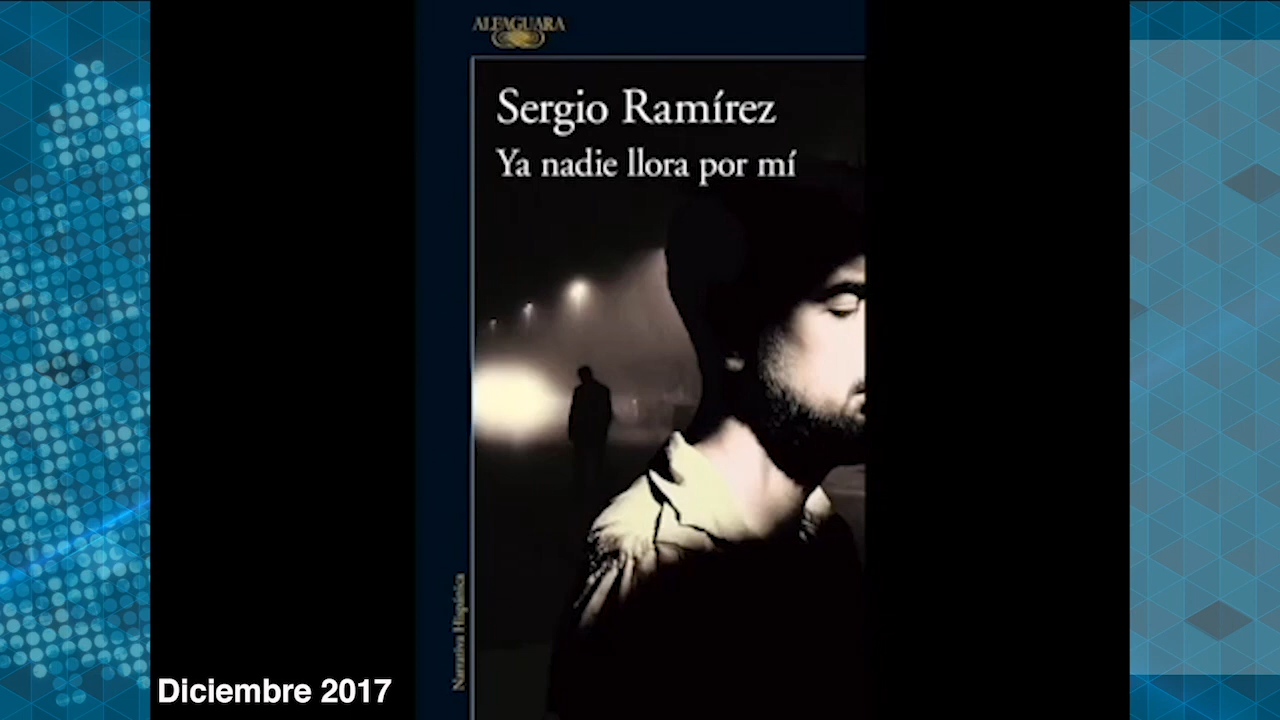 ALFAGUARA
Sergio Ramírez
Ya nadie llora por mí
Narrativa Hispánica
Diciembre 2017